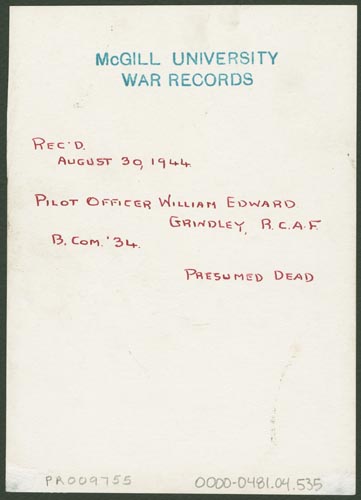 McGILL UNIVERSITY
WAR RECORDS
REC'D.
AUGUST 30, 1944
PILOT OFFICER WILLIAM EDWARD
GRINDLEY, R.C.A.F.
B. COM. '34.
PRESUMED DEAD
PR009755 0000-0481.04.535